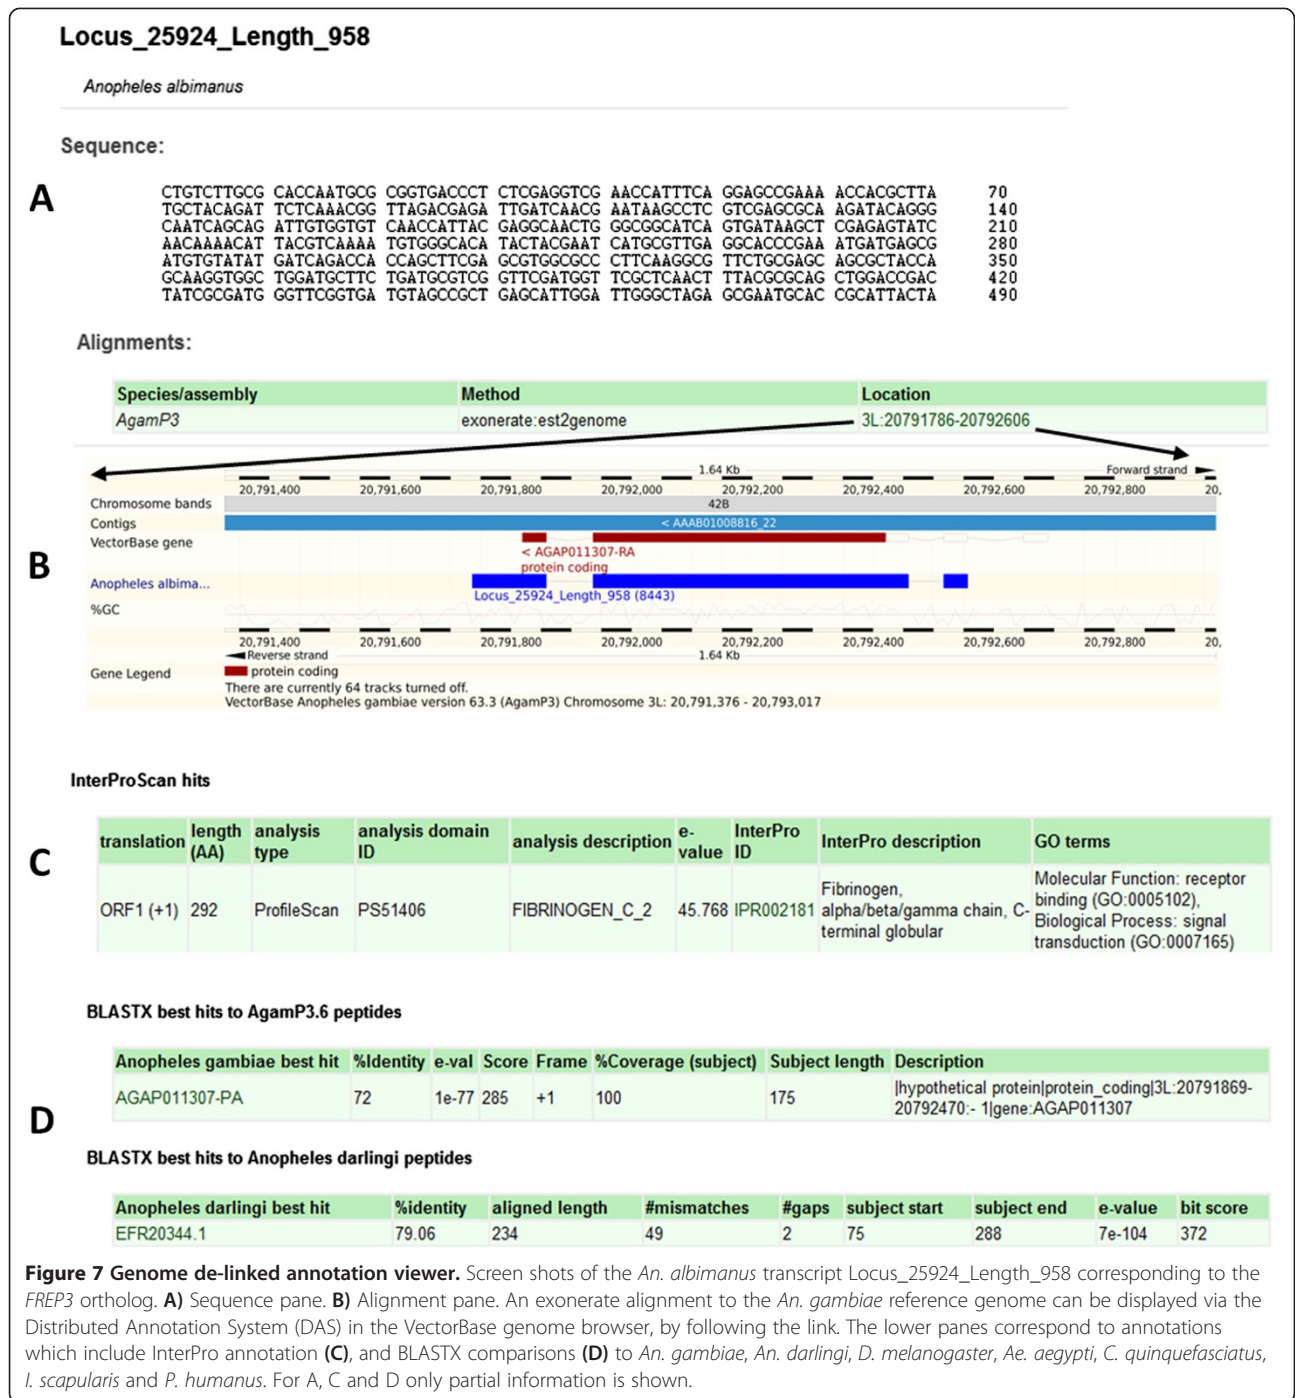 Locus_25924_Length_958
Anopheles albimanus
Sequence:
A
CTGTCTTGCG CACCAATGCG CGGTGACCCT CTCGAGGTCG AACCATTTCA GGAGCCGAAA ACCACGCTTA 70
TGCTACAGAT TCTCAAACGG TTAGACGAGA TTGATCAACG AATAAGCCTC GTCGAGCGCA AGATACAGGG 140
CAATCAGCAG ATTGTGGTGT CAACCATTAC GAGGCAACTG GGCGGCATCA GTGATAAGCT CGAGAGTATC 210
AACAAAACAT TACGTCAAAA TGTGGGCACA TACTACGAAT CATGCGTTGA GGCACCCGAA ATGATGAGCG 280
ATGTGTATAT GATCAGACCA CCAGCTTCGA GCGTGGCGCC CTTCAAGGCG TTCTGCGAGC AGCGCTACCA 350
GCAAGGTGGC TGGATGCTTC TGATGCGTCG GTTCGATGGT TCGCTCAACT TTACGCGCAG CTGGACCGAC 420
TATCGCGATG GGTTCGGTGA TGTAGCCGCT GAGCATTGGA TTGGGCTAGA GCGAATGCAC CGCATTACTA 490
Alignments:
Species/assembly Method Location
AgamP3 exonerate:est2genome 3L:20791786-20792606
B
1.64 Kb Forward strand
20,791,400 20,791,600 20,791,800 20,792,000 20,792,200 20,792,400 20,792,600 20,792,800 20,
Chromosome bands 42B
Contigs < AAAB01008816_22
VectorBase gene
< AGAP011307-RA
protein coding
Anopheles albima...
Locus_25924_Length_958 (8443)
%GC
20,791,400 20,791,600 20,791,800 20,792,000 20,792,200 20,792,400 20,792,600 20,792,800 20,
Reverse strand 1.64 Kb
Gene Legend protein coding
There are currently 64 tracks turned off.
VectorBase Anopheles gambiae version 63.3 (AgamP3) Chromosome 3L: 20,791,376 - 20,793,017
InterProScan hits
C
translation length (AA) analysis type analysis domain ID analysis description e-value InterPro ID InterPro description GO terms
ORF1 (+1) 292 ProfileScan PS51406 FIBRINOGEN_C_2 45.768 IPR002181 Fibrinogen, alpha/beta/gamma chain, C-terminal globular Molecular Function: receptor binding (GO:0005102), Biological Process: signal transduction (GO:0007165)
BLASTX best hits to AgamP3.6 peptides
D
Anopheles gambiae best hit %Identity e-val Score Frame %Coverage (subject) Subject length Description
AGAP011307-PA 72 1e-77 285 +1 100 175 |hypothetical protein|protein_coding|3L:20791869-20792470:- 1|gene:AGAP011307
BLASTX best hits to Anopheles darlingi peptides
Anopheles darlingi best hit %identity aligned length #mismatches #gaps subject start subject end e-value bit score
EFR20344.1 79.06 234 49 2 75 288 7e-104 372
Figure 7 Genome de-linked annotation viewer. Screen shots of the An. albimanus transcript Locus_25924_Length_958 corresponding to the
FREP3 ortholog. A) Sequence pane. B) Alignment pane. An exonerate alignment to the An. gambiae reference genome can be displayed via the
Distributed Annotation System (DAS) in the VectorBase genome browser, by following the link. The lower panes correspond to annotations
which include InterPro annotation (C), and BLASTX comparisons (D) to An. gambiae, An. darlingi, D. melanogaster, Ae. aegypti, C. quinquefasciatus,
I. scapularis and P. humanus. For A, C and D only partial information is shown.